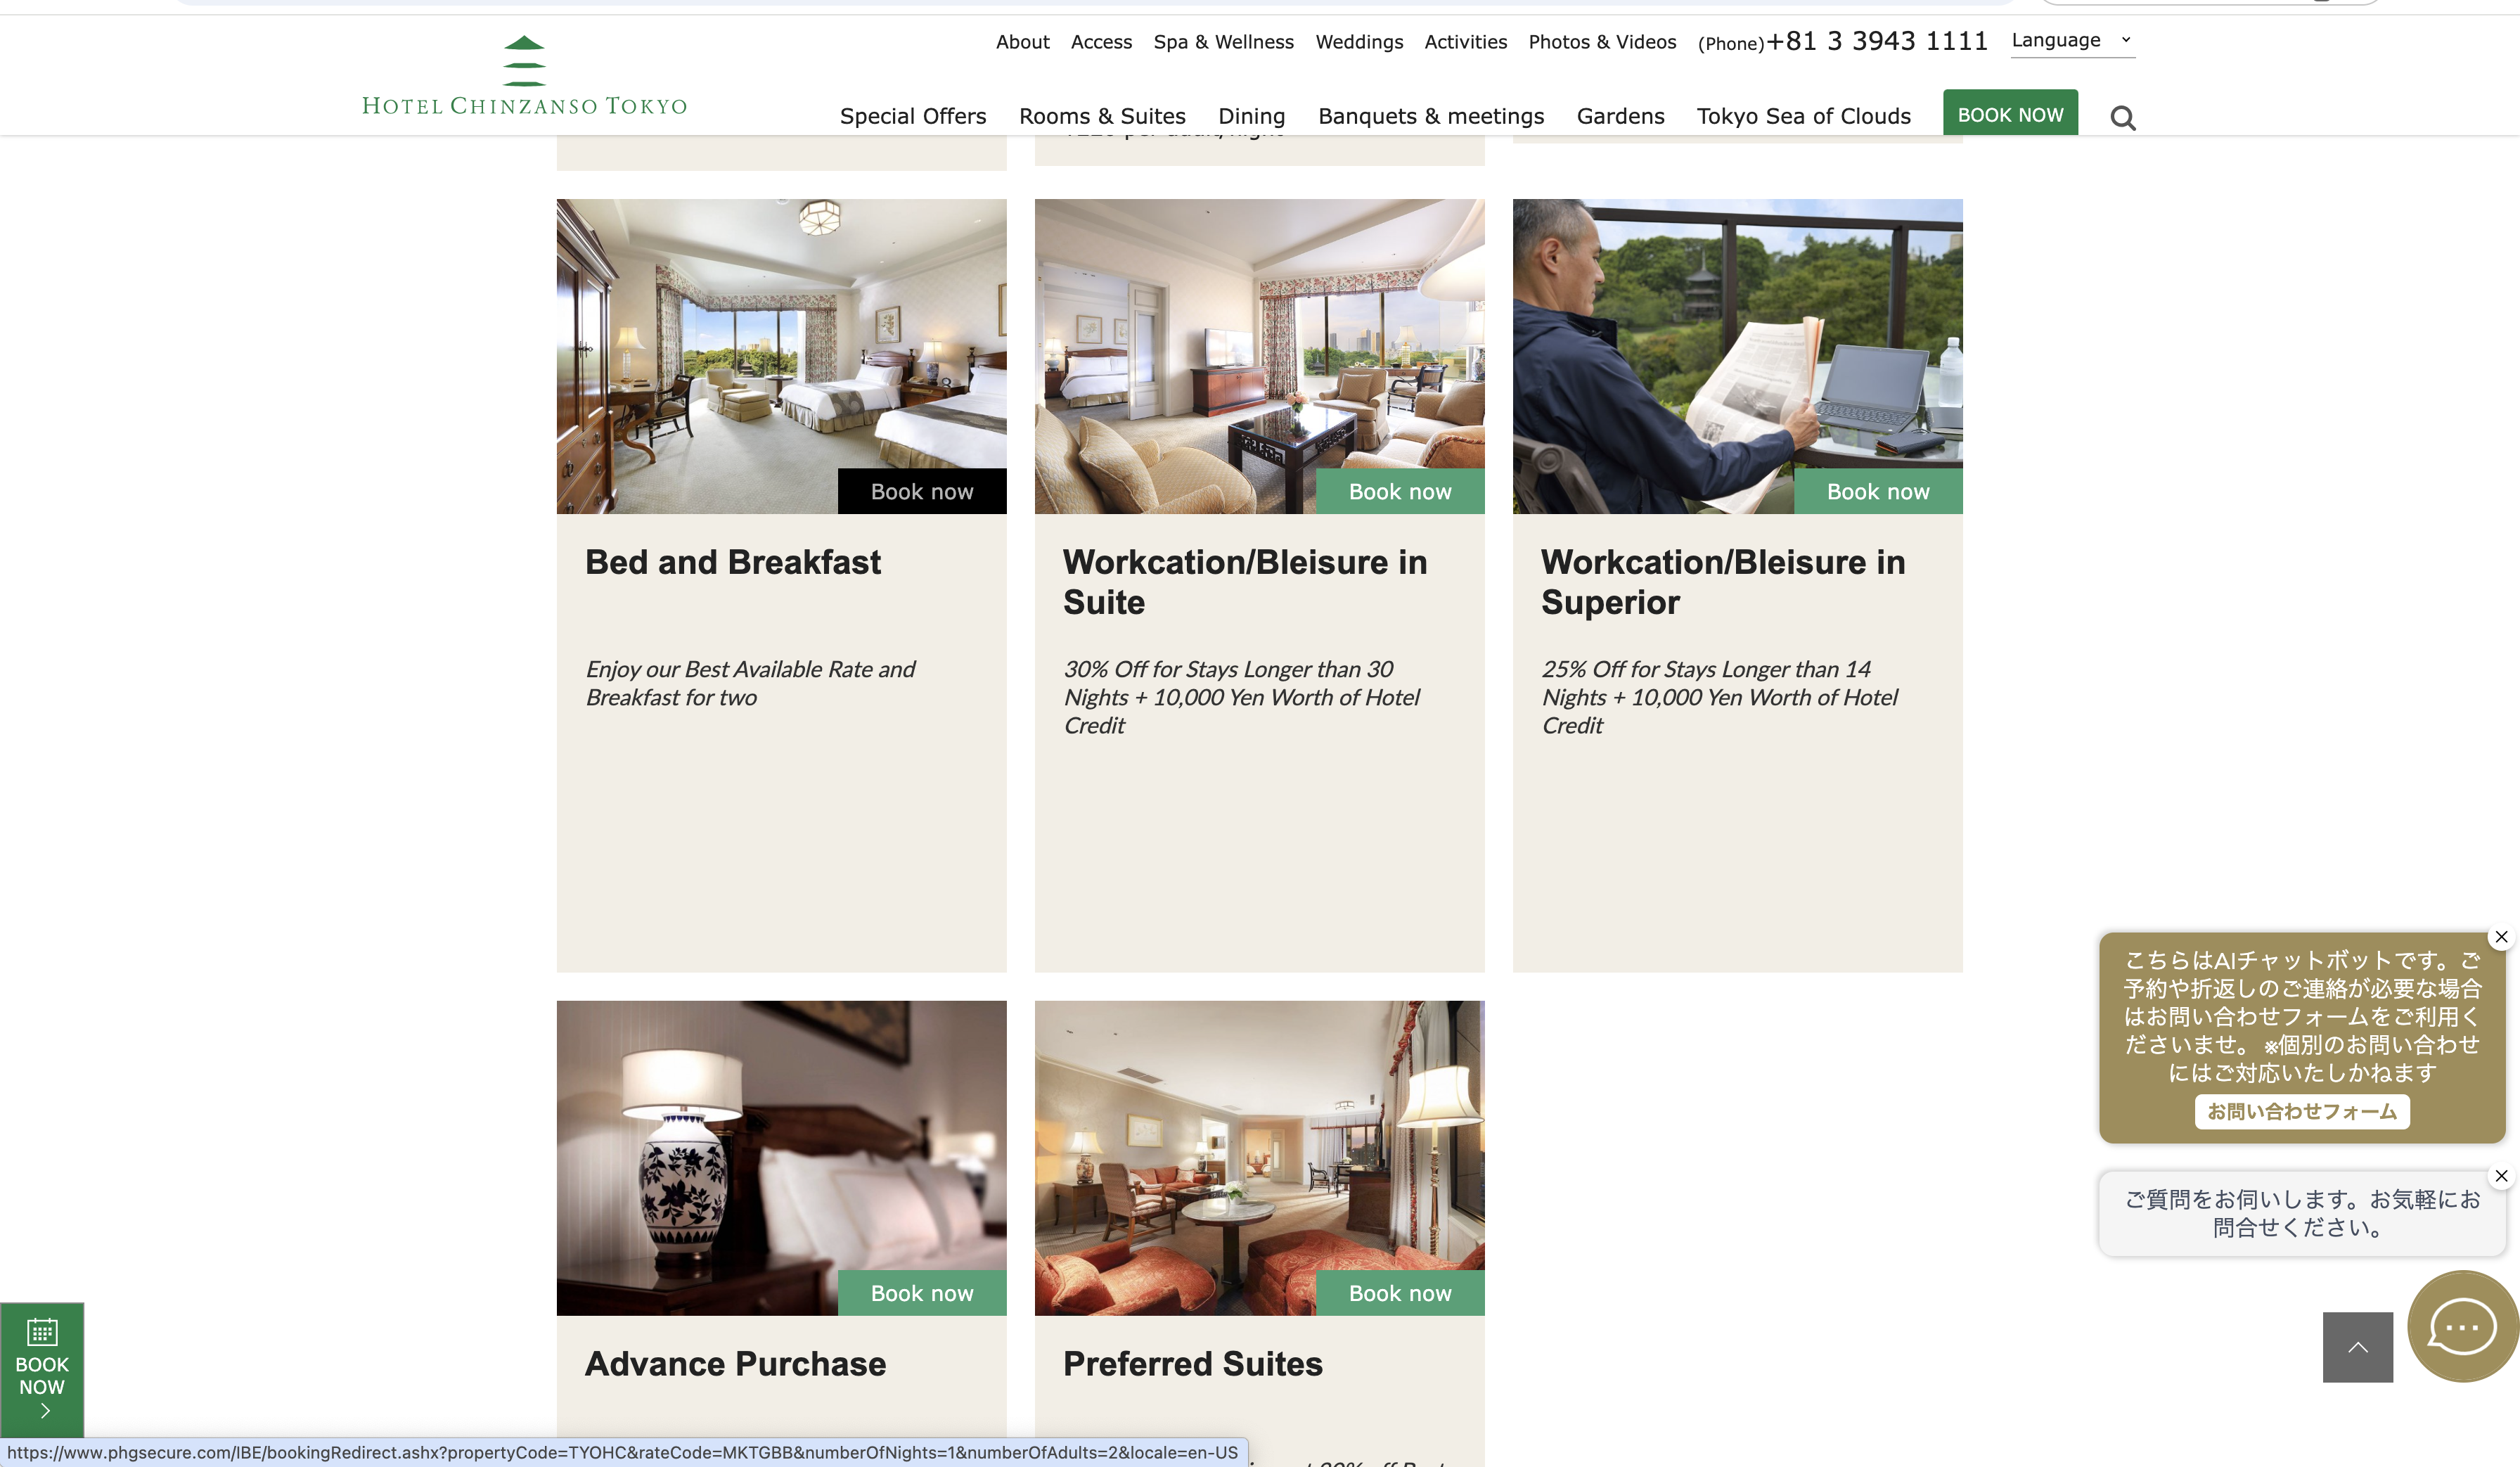 About Access Spa & Wellness Weddings Activities Photos & Videos (Phone)+81 3 3943 1111 Language
HOTEL CHINZANSO TOKYO
Special Offers Rooms & Suites Dining Banquets & meetings Gardens Tokyo Sea of Clouds BOOK NOW
per adult/night
Book now
Bed and Breakfast
Enjoy our Best Available Rate and
Breakfast for two
Book now
Workcation/Bleisure in
Suite
30% Off for Stays Longer than 30
Nights + 10,000 Yen Worth of Hotel
Credit
Book now
Workcation/Bleisure in
Superior
25% Off for Stays Longer than 14
Nights + 10,000 Yen Worth of Hotel
Credit
Book now
Advance Purchase
Book now
Preferred Suites
こちらはAIチャットボットです。ご
予約や折返しのご連絡が必要な場合
はお問い合わせフォームをご利用く
ださいませ。 ※個別のお問い合わせ
にはご対応いたしかねます
お問い合わせフォーム
ご質問をお伺いします。お気軽にお
問合せください。
BOOK
NOW
https://www.phgsecure.com/IBE/bookingRedirect.ashx?propertyCode=TYOHC&rateCode=MKTGBB&numberOfNights=1&numberOfAdults=2&locale=en-US